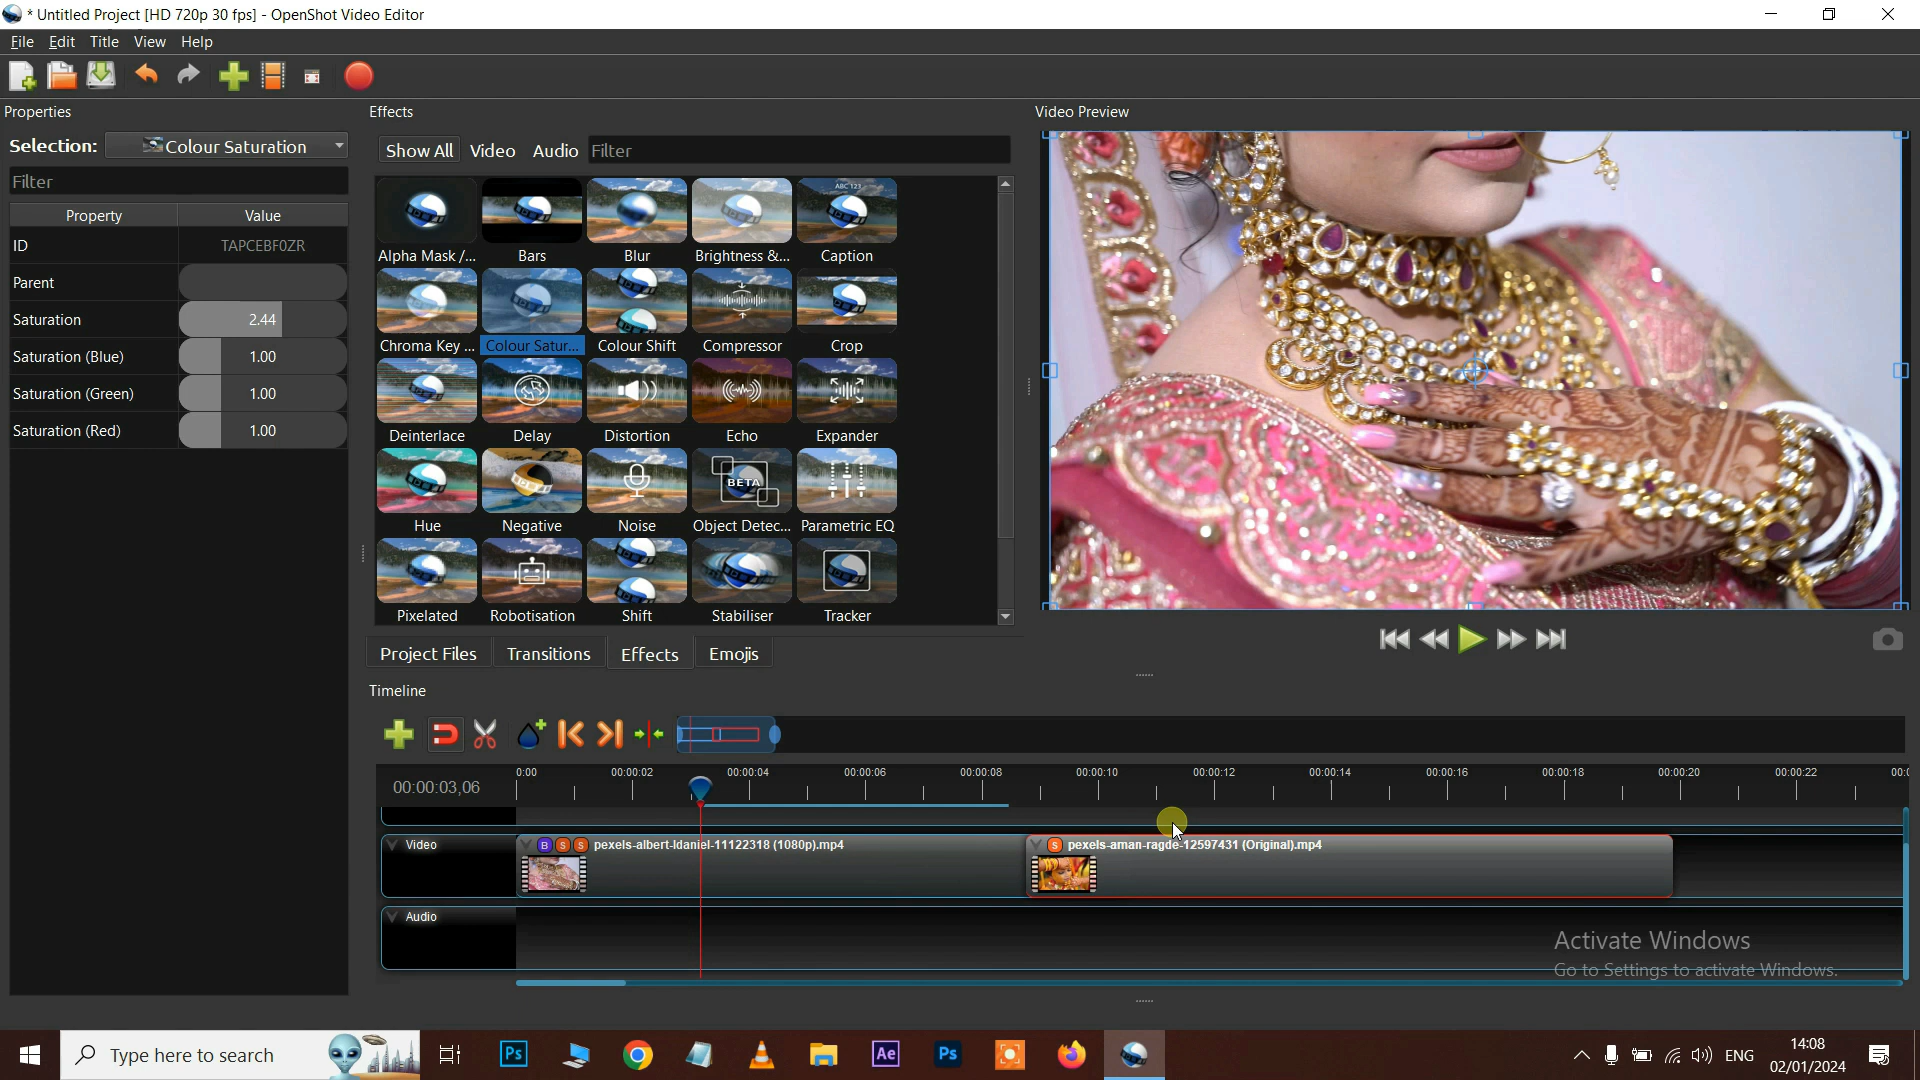 * Untitled Project [HD 720p 30 fps] - OpenShot Video Editor
File Edit Title View Help
Properties
Selection: Colour Saturation
Filter
Property Value
ID TAPCEBF0ZR
Parent
Saturation 2.44
Saturation (Blue) 1.00
Saturation (Green) 1.00
Saturation (Red) 1.00
Effects
Show All Video Audio Filter
ABC 123
Alpha Mask /... Bars Blur Brightness &... Caption
Chroma Key ... Colour Satur... Colour Shift Compressor Crop
Deinterlace Delay Distortion Echo Expander
BETA
Hue Negative Noise Object Detec... Parametric EQ
Pixelated Robotisation Shift Stabiliser Tracker
Project Files Transitions Effects Emojis
Video Preview
Timeline
00:00:03,06
0:00 00:00:02 00:00:04 00:00:06 00:00:08 00:00:10 00:00:12 00:00:14 00:00:16 00:00:18 00:00:20 00:00:22 00:0
Video
B S S pexels-albert-ldaniel-11122318 (1080p).mp4
S pexels-aman-ragde-12597431 (Original).mp4
Audio
Activate Windows
Go to Settings to activate Windows.
Type here to search
Ps Ae Ps
ENG
14:08
02/01/2024